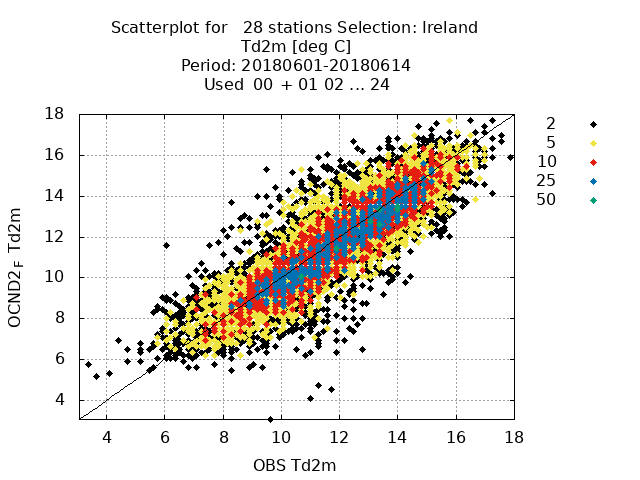 Scatterplot for   28 stations Selection: Ireland
Td2m [deg C]
Period: 20180601-20180614
Used  00 + 01 02 ... 24
18
16
14
12
10
8
6
4
OCND2_F Td2m
4 6 8 10 12 14 16 18
OBS Td2m
2
5
10
25
50